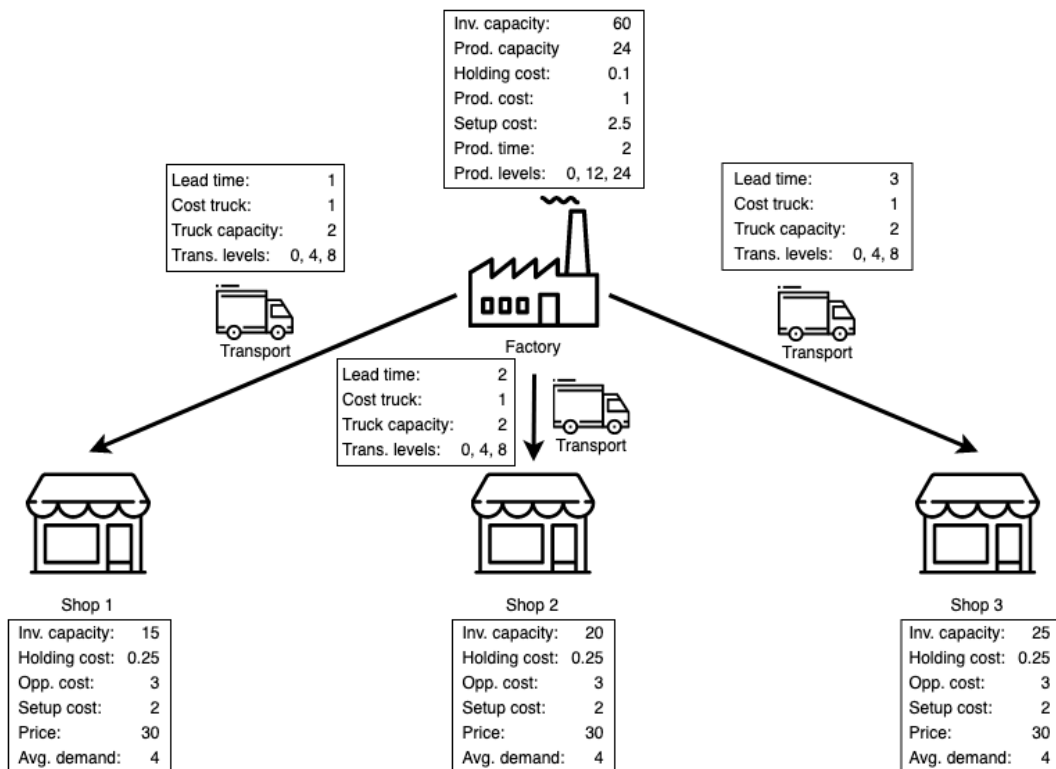 Inv. capacity: 60
Prod. capacity 24
Holding cost: 0.1
Prod. cost: 1
Setup cost: 2.5
Prod. time: 2
Prod. levels: 0, 12, 24
Lead time: 1
Cost truck: 1
Truck capacity: 2
Trans. levels: 0, 4, 8
Transport
Lead time: 3
Cost truck: 1
Truck capacity: 2
Trans. levels: 0, 4, 8
Transport
Factory
Lead time: 2
Cost truck: 1
Truck capacity: 2
Trans. levels: 0, 4, 8
Transport
Shop 1
Inv. capacity: 15
Holding cost: 0.25
Opp. cost: 3
Setup cost: 2
Price: 30
Avg. demand: 4
Shop 2
Inv. capacity: 20
Holding cost: 0.25
Opp. cost: 3
Setup cost: 2
Price: 30
Avg. demand: 4
Shop 3
Inv. capacity: 25
Holding cost: 0.25
Opp. cost: 3
Setup cost: 2
Price: 30
Avg. demand: 4